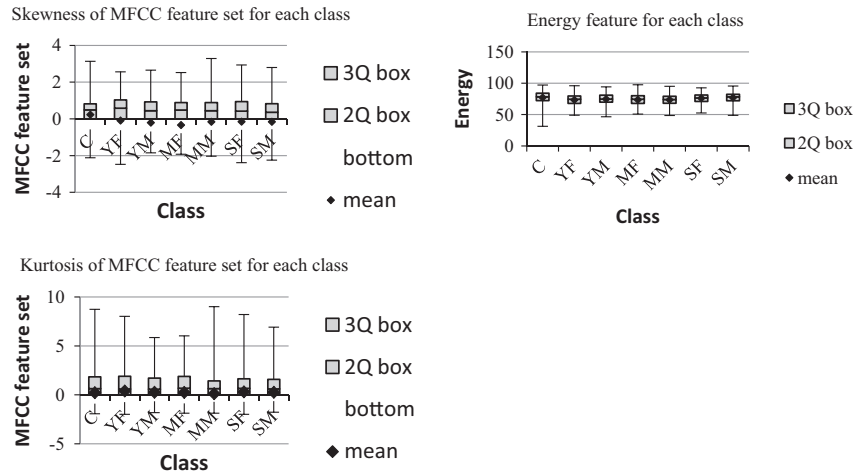 Skewness of MFCC feature set for each class
MFCC feature set
4
2
0
-2
-4
C
YF
YM
MF
MM
SF
SM
Class
3Q box
2Q box
bottom
mean
Energy feature for each class
Energy
150
100
50
0
C
YF
YM
MF
MM
SF
SM
Class
3Q box
2Q box
mean
Kurtosis of MFCC feature set for each class
MFCC feature set
10
5
0
-5
C
YF
YM
MF
MM
SF
SM
Class
3Q box
2Q box
bottom
mean